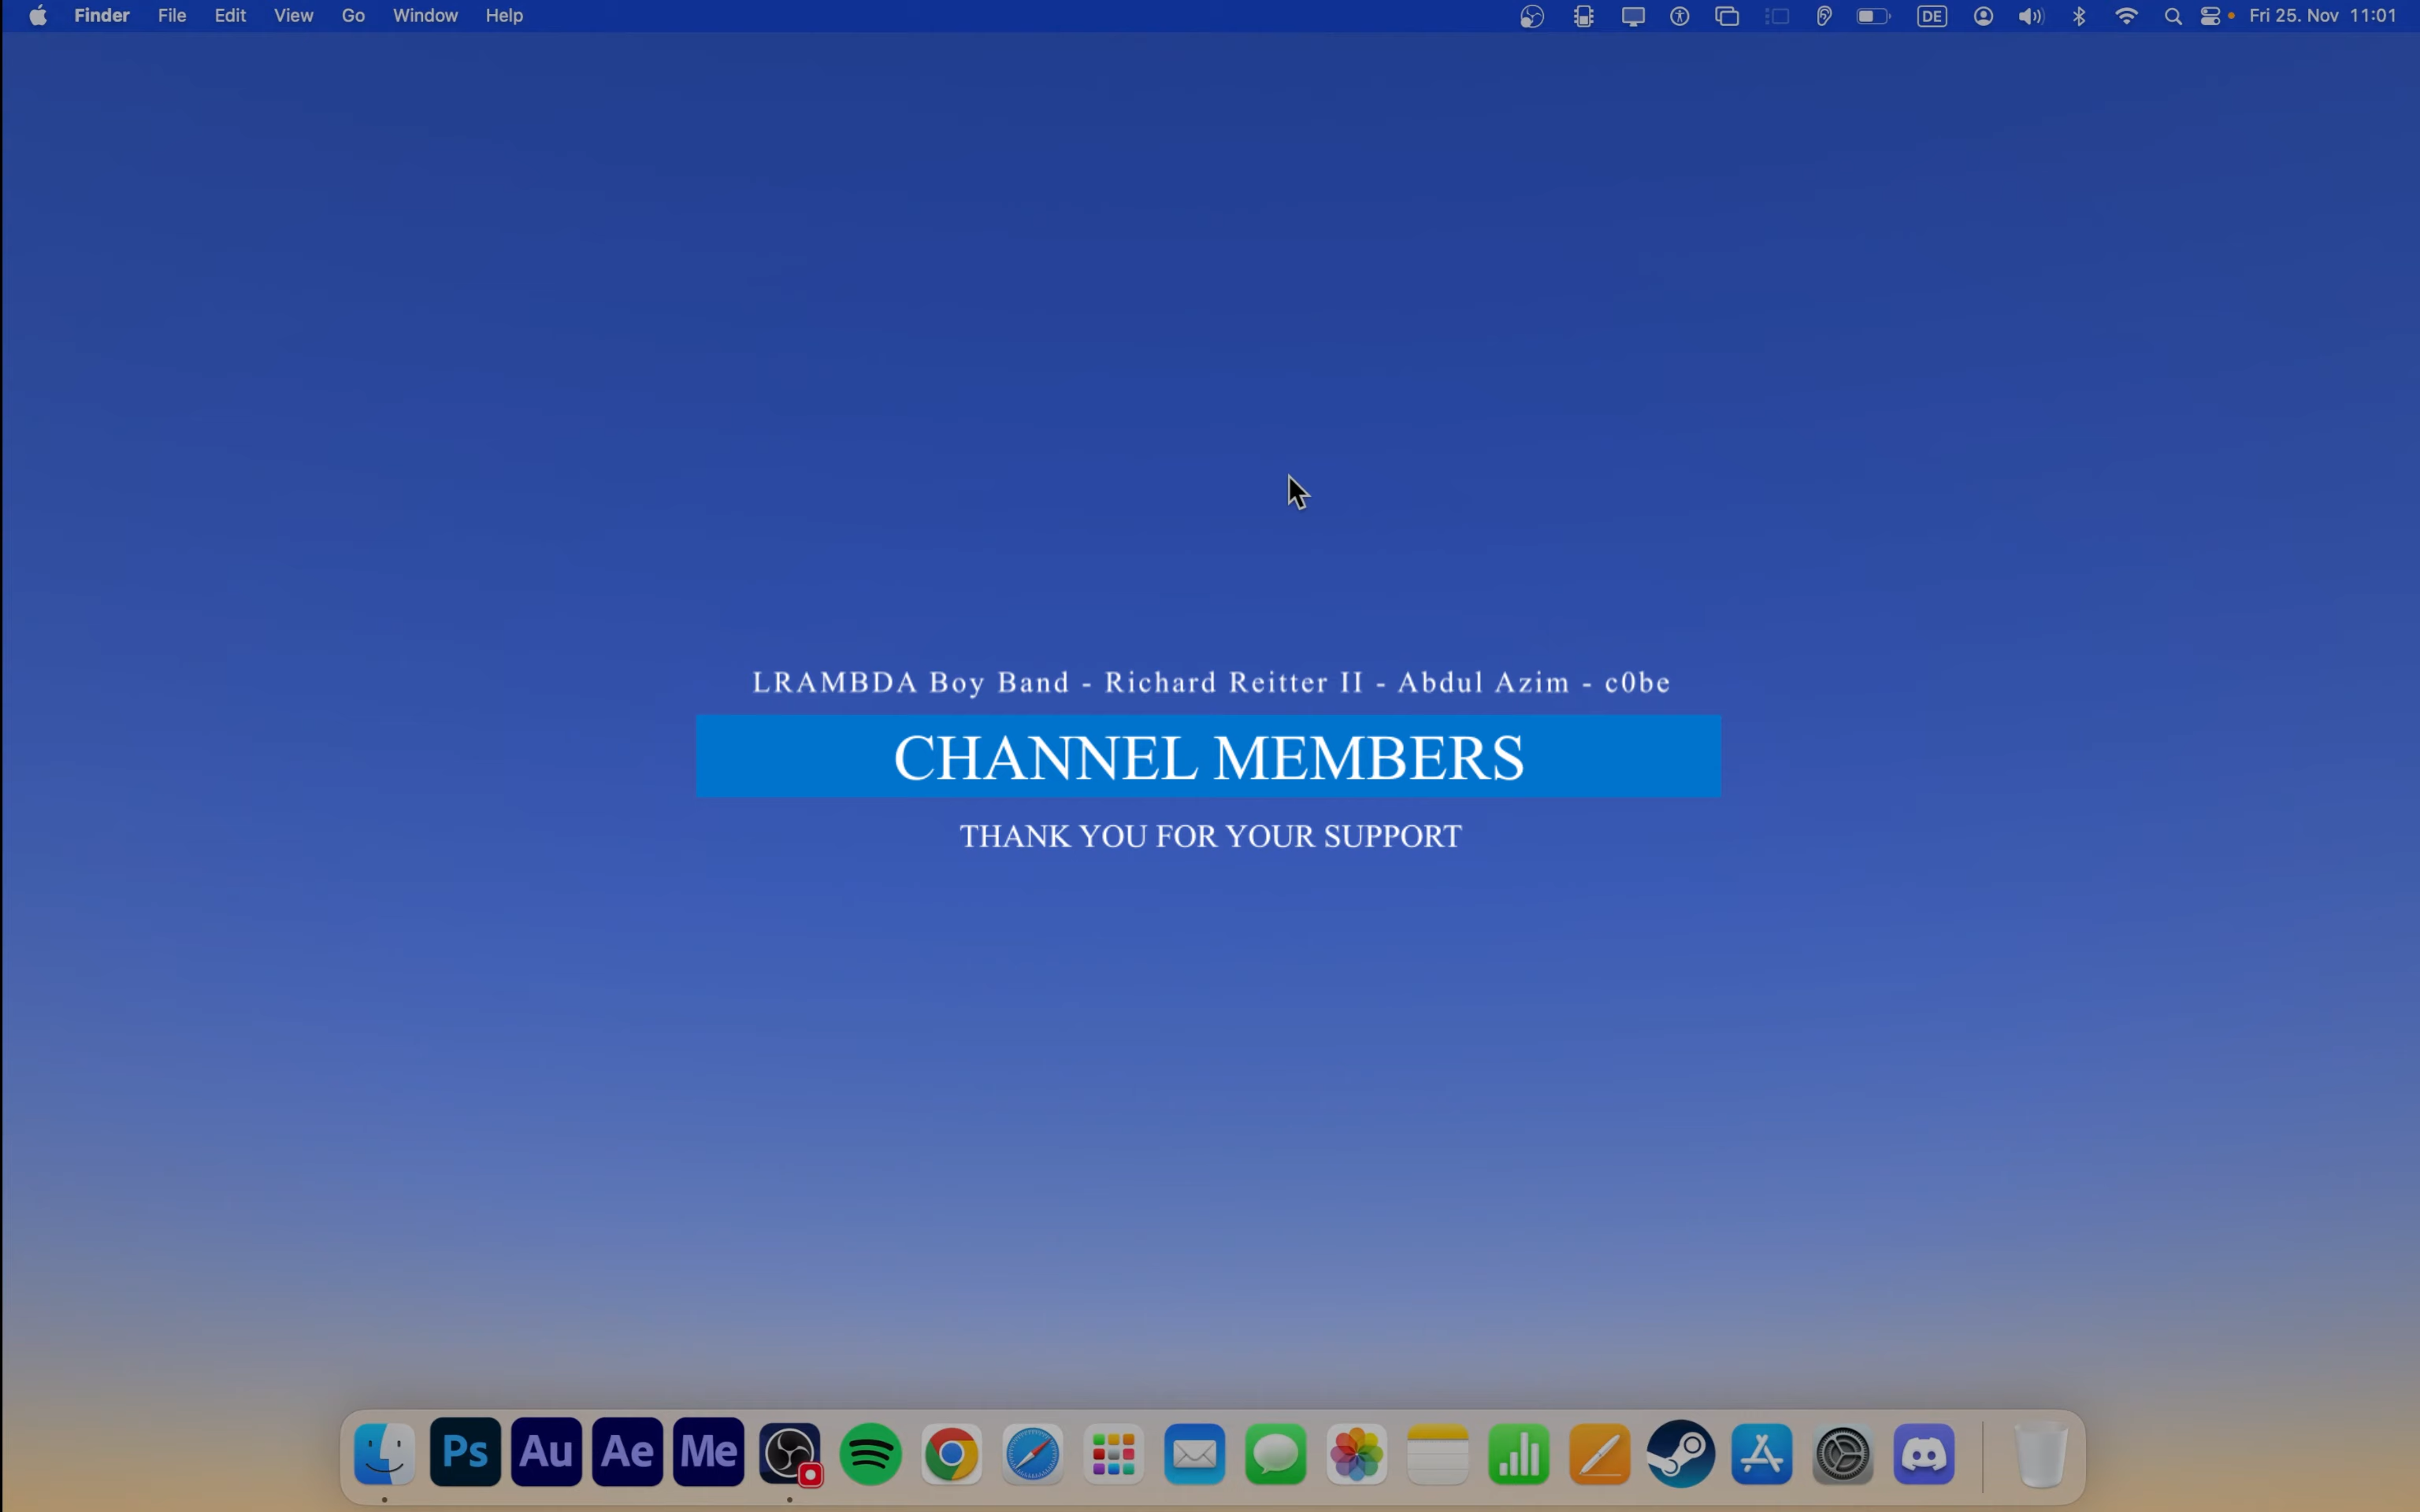 Finder File Edit View Go Window Help DE Fri 25. Nov 11:01
LRAMBDA Boy Band - Richard Reitter II - Abdul Azim - c0be
CHANNEL MEMBERS
THANK YOU FOR YOUR SUPPORT
Ps Au Ae Me